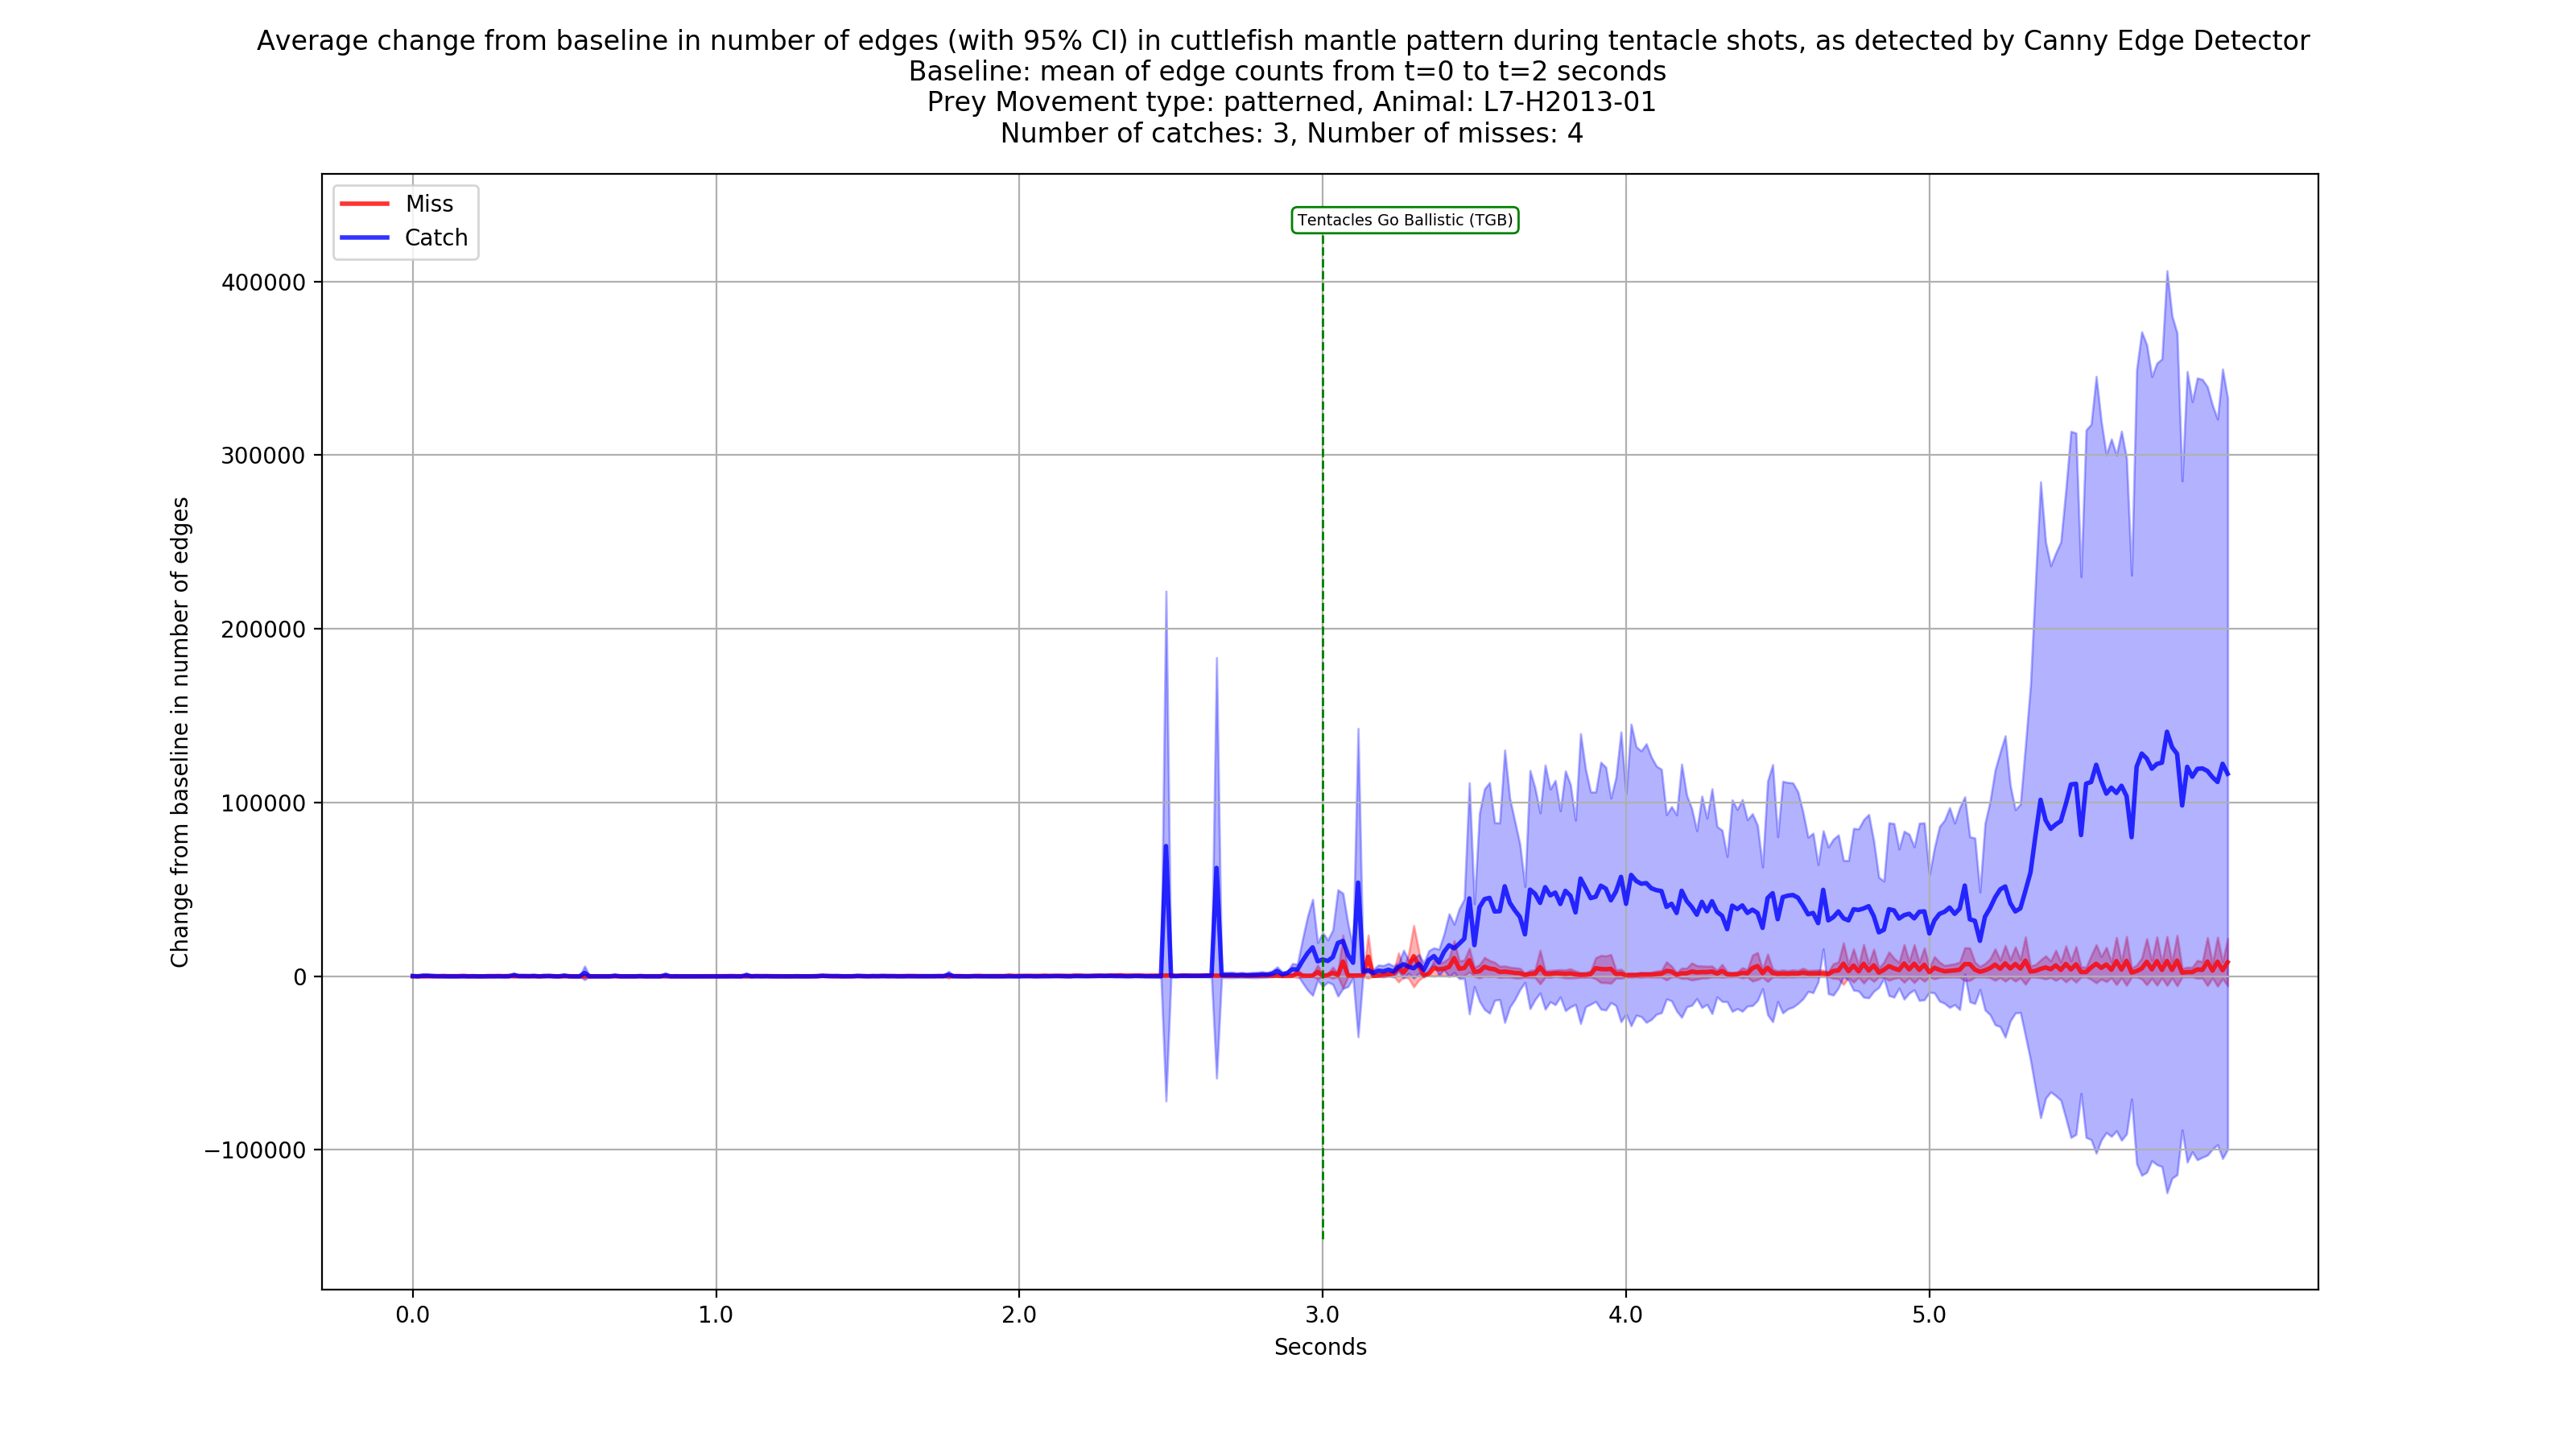 Average change from baseline in number of edges (with 95% CI) in cuttlefish mantle pattern during tentacle shots, as detected by Canny Edge Detector
Baseline: mean of edge counts from t=0 to t=2 seconds
Prey Movement type: patterned, Animal: L7-H2013-01
Number of catches: 3, Number of misses: 4
Miss
Catch
Tentacles Go Ballistic (TGB)
400000
300000
200000
100000
0
−100000
Change from baseline in number of edges
0.0 1.0 2.0 3.0 4.0 5.0
Seconds